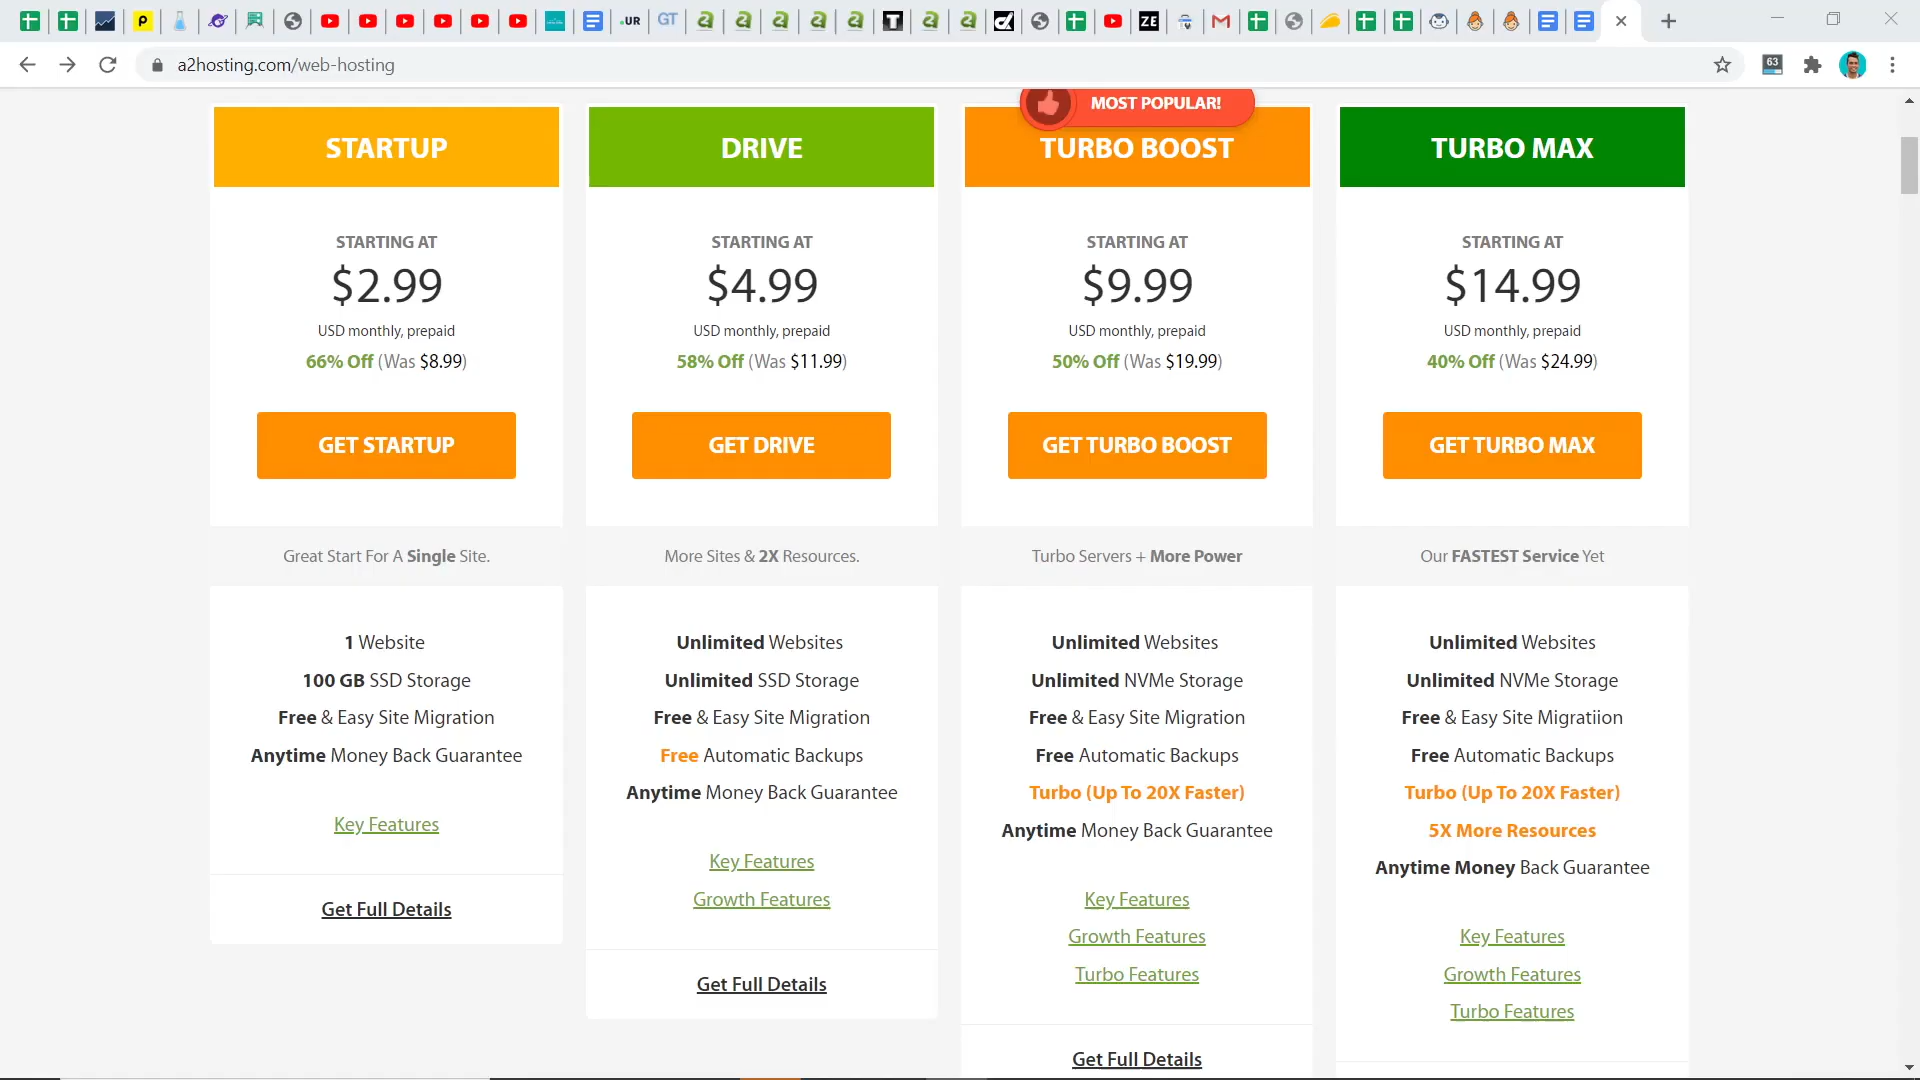 .UR
GT
T
ZE
a2hosting.com/web-hosting
63
MOST POPULAR!
STARTUP
STARTING AT
$2.99
USD monthly, prepaid
66% Off (Was $8.99)
GET STARTUP
Great Start For A Single Site.
1 Website
100 GB SSD Storage
Free & Easy Site Migration
Anytime Money Back Guarantee
Key Features
Get Full Details
DRIVE
STARTING AT
$4.99
USD monthly, prepaid
58% Off (Was $11.99)
GET DRIVE
More Sites & 2X Resources.
Unlimited Websites
Unlimited SSD Storage
Free & Easy Site Migration
Free Automatic Backups
Anytime Money Back Guarantee
Key Features
Growth Features
Get Full Details
TURBO BOOST
STARTING AT
$9.99
USD monthly, prepaid
50% Off (Was $19.99)
GET TURBO BOOST
Turbo Servers + More Power
Unlimited Websites
Unlimited NVMe Storage
Free & Easy Site Migration
Free Automatic Backups
Turbo (Up To 20X Faster)
Anytime Money Back Guarantee
Key Features
Growth Features
Turbo Features
Get Full Details
TURBO MAX
STARTING AT
$14.99
USD monthly, prepaid
40% Off (Was $24.99)
GET TURBO MAX
Our FASTEST Service Yet
Unlimited Websites
Unlimited NVMe Storage
Free & Easy Site Migratiion
Free Automatic Backups
Turbo (Up To 20X Faster)
5X More Resources
Anytime Money Back Guarantee
Key Features
Growth Features
Turbo Features